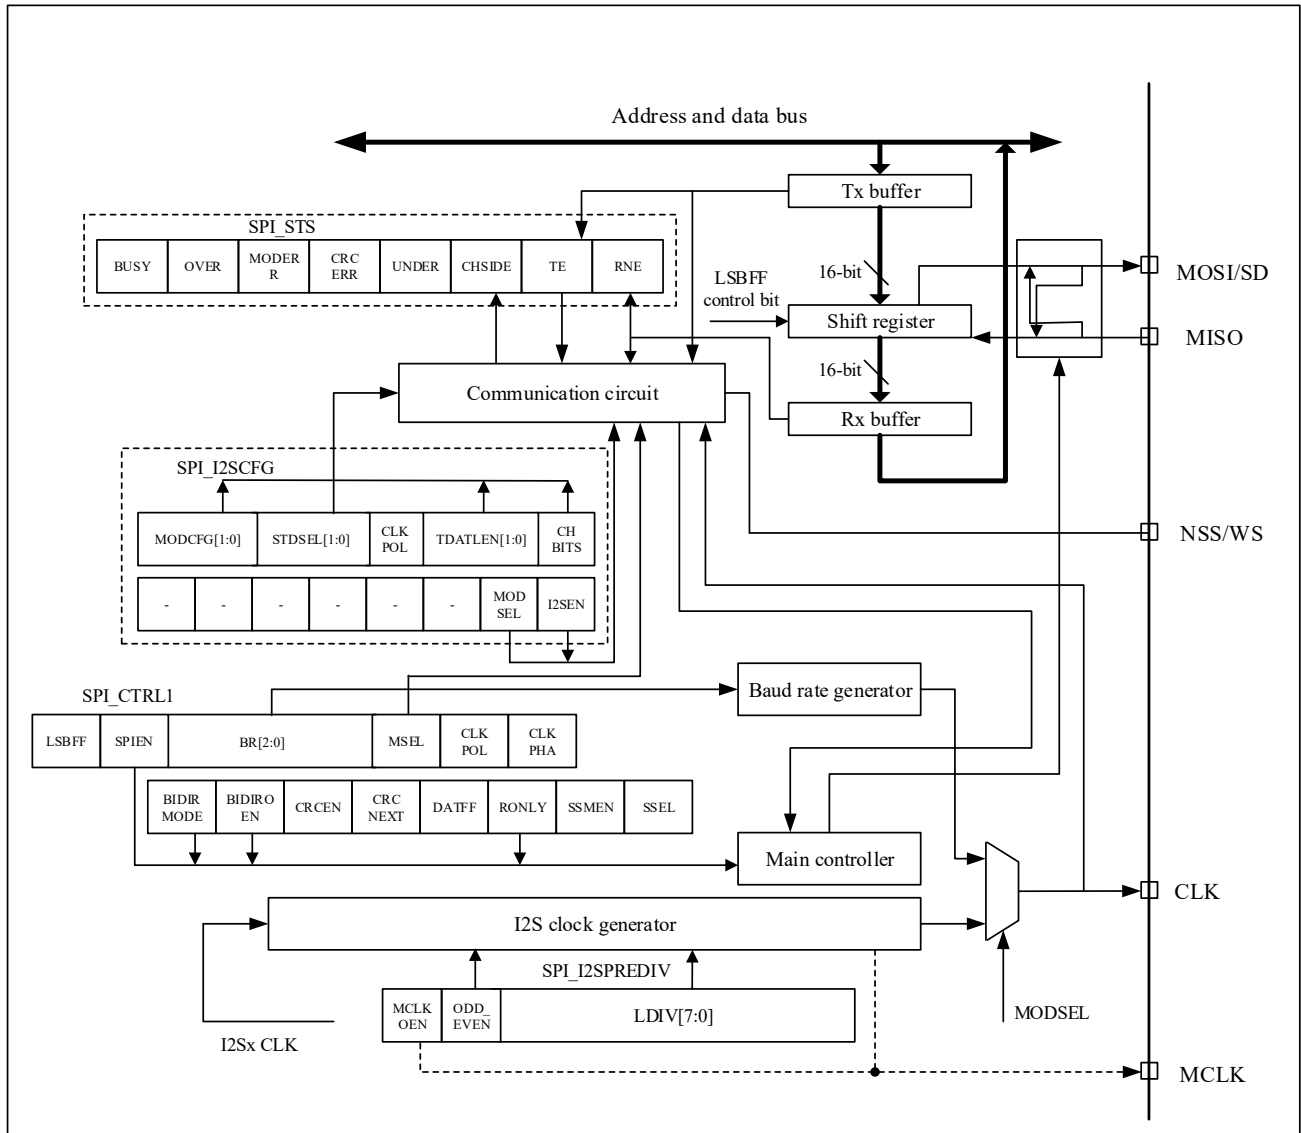 Address and data bus
Tx buffer
SPI_STS
BUSY
OVER
MODER
R
CRC
ERR
UNDER
CHSIDE
TE
RNE
16-bit
LSBFF
control bit
Shift register
MOSI/SD
MISO
16-bit
Communication circuit
Rx buffer
SPI_I2SCFG
MODCFG[1:0]
STDSEL[1:0]
CLK
POL
TDATLEN[1:0]
CH
BITS
NSS/WS
-
-
-
-
-
-
MOD
SEL
I2SEN
SPI_CTRL1
Baud rate generator
LSBFF
SPIEN
BR[2:0]
MSEL
CLK
POL
CLK
PHA
BIDIR
MODE
BIDIRO
EN
CRCEN
CRC
NEXT
DATFF
RONLY
SSMEN
SSEL
Main controller
CLK
I2S clock generator
SPI_I2SPREDIV
MCLK
OEN
ODD_
EVEN
LDIV[7:0]
MODSEL
I2Sx CLK
MCLK